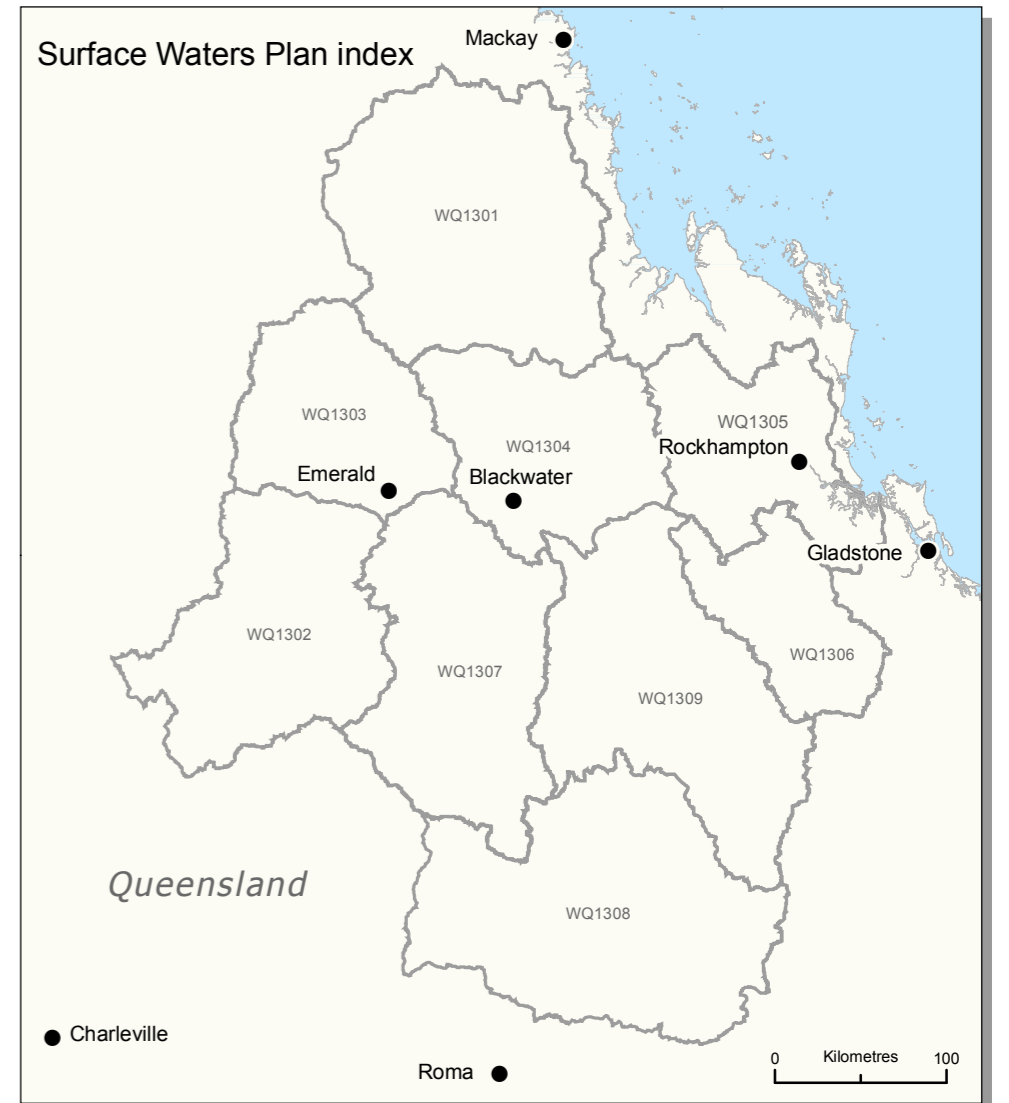 Surface Waters Plan index
Mackay
WQ1301
WQ1303
WQ1305
WQ1304
Rockhampton
Emerald
Blackwater
Gladstone
WQ1302
WQ1306
WQ1307
WQ1309
Queensland
WQ1308
Charleville
Roma
0 Kilometres 100